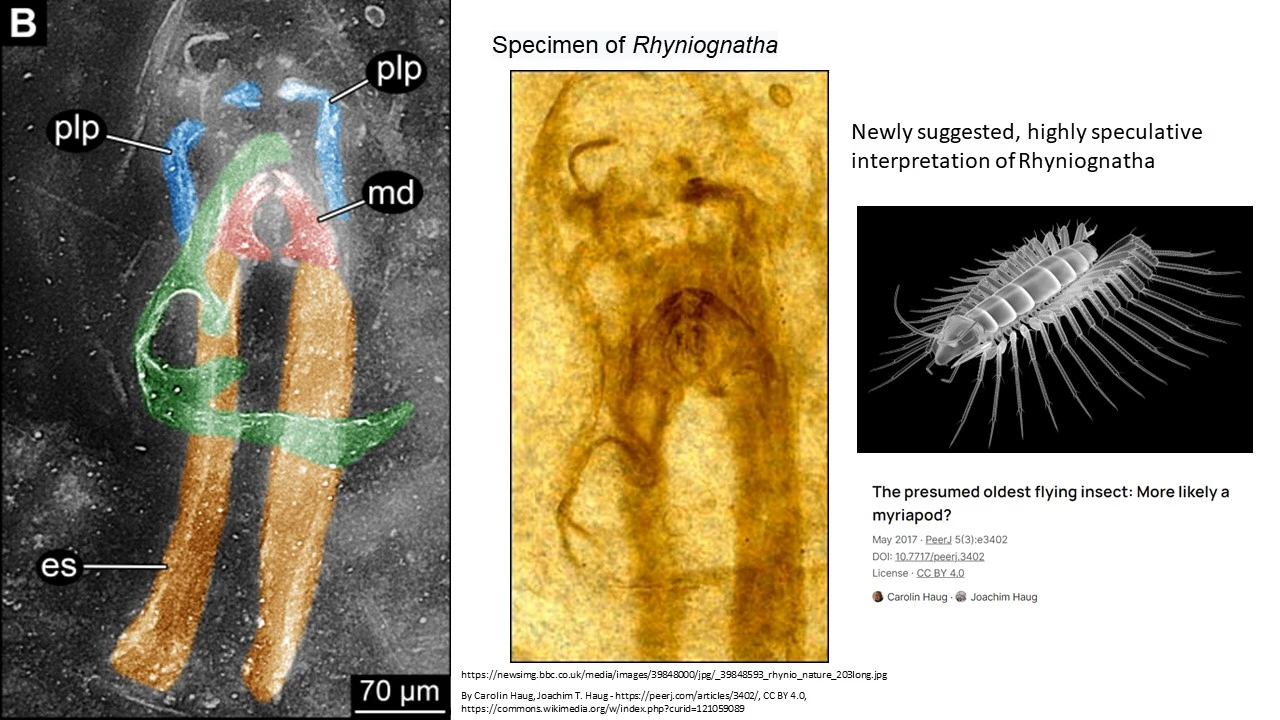 B
plp
plp
md
es
70 µm
Specimen of Rhyniognatha
Newly suggested, highly speculative
interpretation of Rhyniognatha
The presumed oldest flying insect: More likely a
myriapod?
May 2017 · PeerJ 5(3):e3402
DOI: 10.7717/peerj.3402
License · CC BY 4.0
Carolin Haug · Joachim Haug
https://newsimg.bbc.co.uk/media/images/39848000/jpg/_39848593_rhynio_nature_203long.jpg
By Carolin Haug, Joachim T. Haug - https://peerj.com/articles/3402/, CC BY 4.0,
https://commons.wikimedia.org/w/index.php?curid=121059089